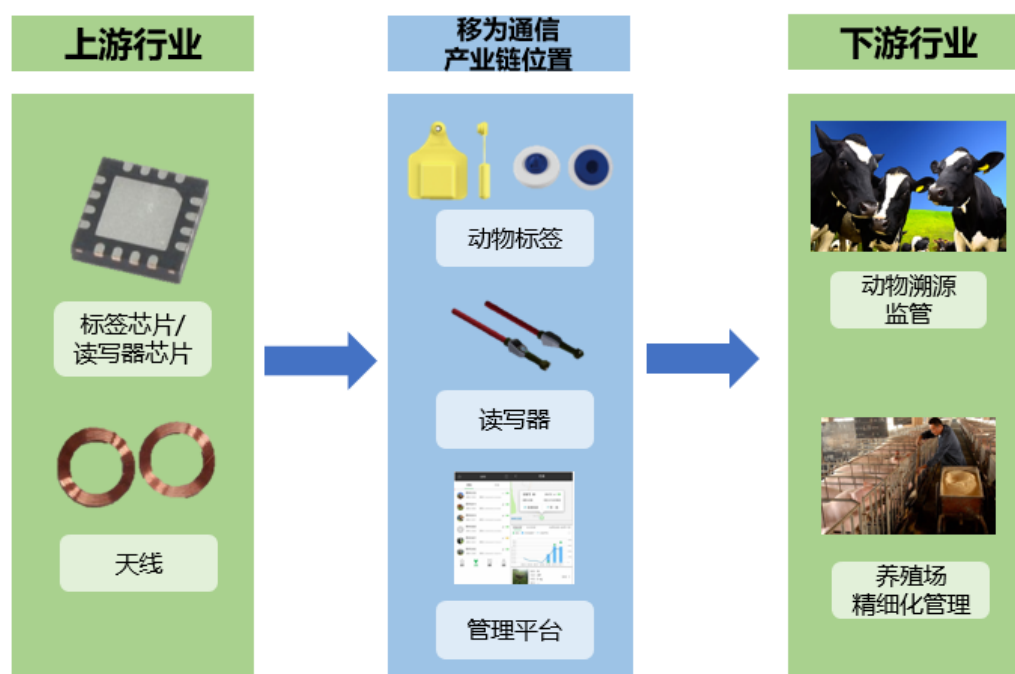 上游行业
标签芯片/
读写器芯片
天线
移为通信
产业链位置
动物标签
读写器
管理平台
下游行业
动物溯源
监管
养殖场
精细化管理